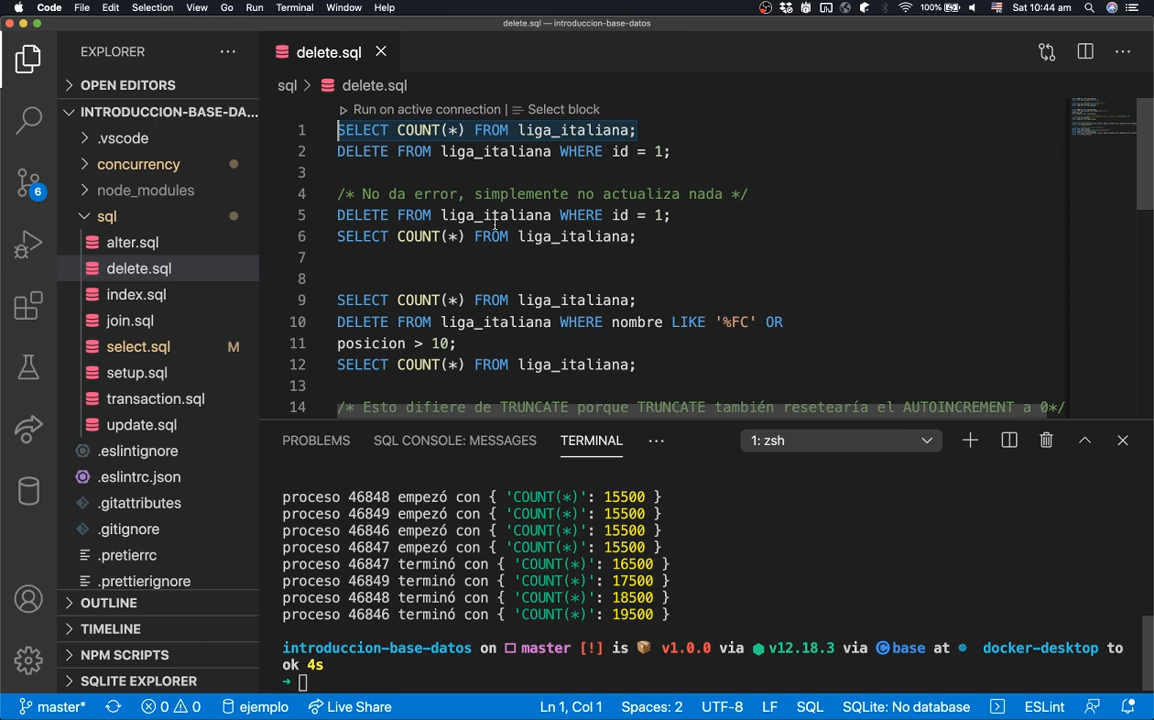 Code File Edit Selection View Go Run Terminal Window Help 100% Sat 10:44 am
delete.sql — introduccion-base-datos
EXPLORER
OPEN EDITORS
INTRODUCCION-BASE-DA...
.vscode
concurrency
node_modules
sql
alter.sql
delete.sql
index.sql
join.sql
select.sql M
setup.sql
transaction.sql
update.sql
.eslintignore
.eslintrc.json
.gitattributes
.gitignore
.pretierrc
.prettierignore
OUTLINE
TIMELINE
NPM SCRIPTS
SQLITE EXPLORER
6
delete.sql
sql > delete.sql
Run on active connection | Select block
1 SELECT COUNT(*) FROM liga_italiana;
2 DELETE FROM liga_italiana WHERE id = 1;
3
4 /* No da error, simplemente no actualiza nada */
5 DELETE FROM liga_italiana WHERE id = 1;
6 SELECT COUNT(*) FROM liga_italiana;
7
8
9 SELECT COUNT(*) FROM liga_italiana;
10 DELETE FROM liga_italiana WHERE nombre LIKE '%FC' OR
11 posicion > 10;
12 SELECT COUNT(*) FROM liga_italiana;
13
14 /* Esto difiere de TRUNCATE porque TRUNCATE también resetearía el AUTOINCREMENT a 0*/
PROBLEMS SQL CONSOLE: MESSAGES TERMINAL ... 1: zsh
proceso 46848 empezó con { 'COUNT(*)': 15500 }
proceso 46849 empezó con { 'COUNT(*)': 15500 }
proceso 46846 empezó con { 'COUNT(*)': 15500 }
proceso 46847 empezó con { 'COUNT(*)': 15500 }
proceso 46847 terminó con { 'COUNT(*)': 16500 }
proceso 46849 terminó con { 'COUNT(*)': 17500 }
proceso 46848 terminó con { 'COUNT(*)': 18500 }
proceso 46846 terminó con { 'COUNT(*)': 19500 }
introduccion-base-datos on master [!] is 📦 v1.0.0 via v12.18.3 via base at docker-desktop to
ok 4s
➜
master* 0 0 ejemplo Live Share Ln 1, Col 1 Spaces: 2 UTF-8 LF SQL SQLite: No database ESLint